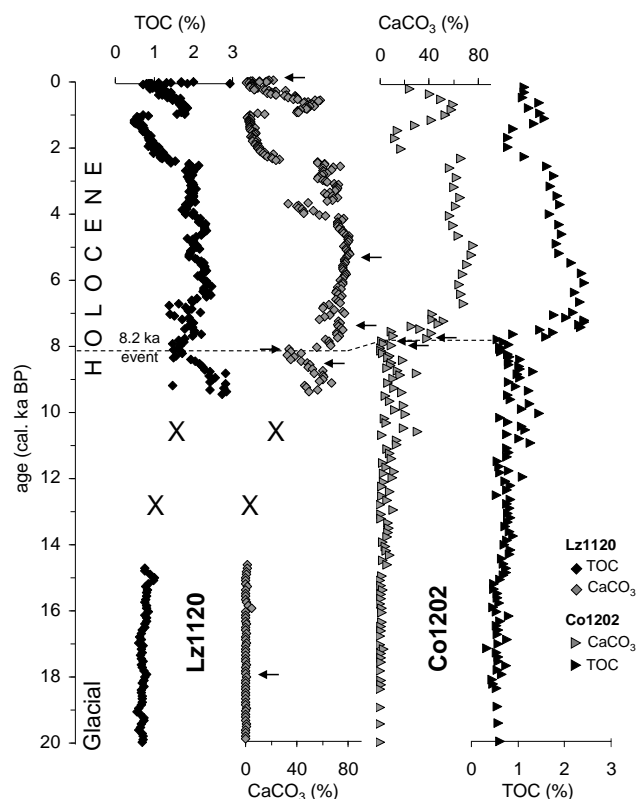 TOC (%)
0 1 2 3
CaCO3 (%)
0 40 80
0
2
4
6
8
10
12
14
16
18
20
age (cal. ka BP)
HOLOCENE
Glacial
8.2 ka
event
X X
X X
Lz1120
Co1202
Lz1120
TOC
CaCO3
Co1202
CaCO3
TOC
0 40 80
CaCO3 (%)
0 1 2 3
TOC (%)